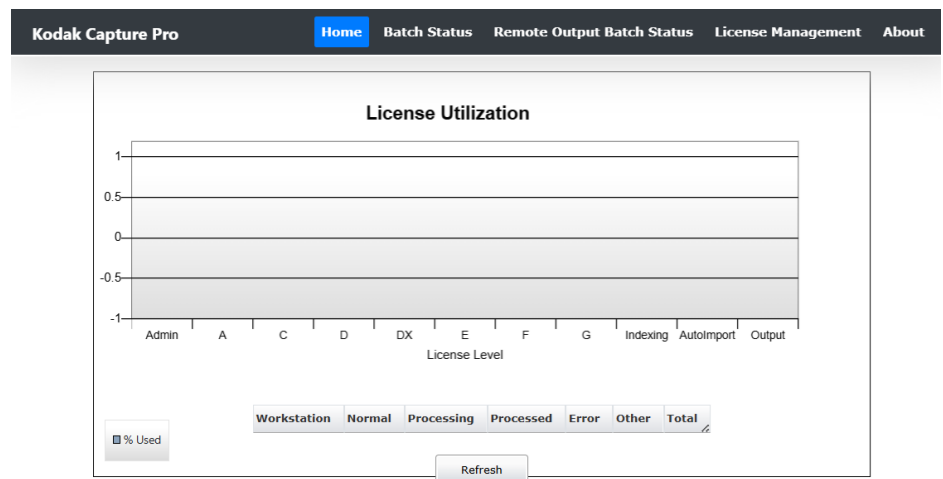 Kodak Capture Pro Home Batch Status Remote Output Batch Status License Management About
License Utilization
1
0.5
0
-0.5
-1
Admin A C D DX E F G Indexing AutoImport Output
License Level
Workstation Normal Processing Processed Error Other Total
% Used
Refresh